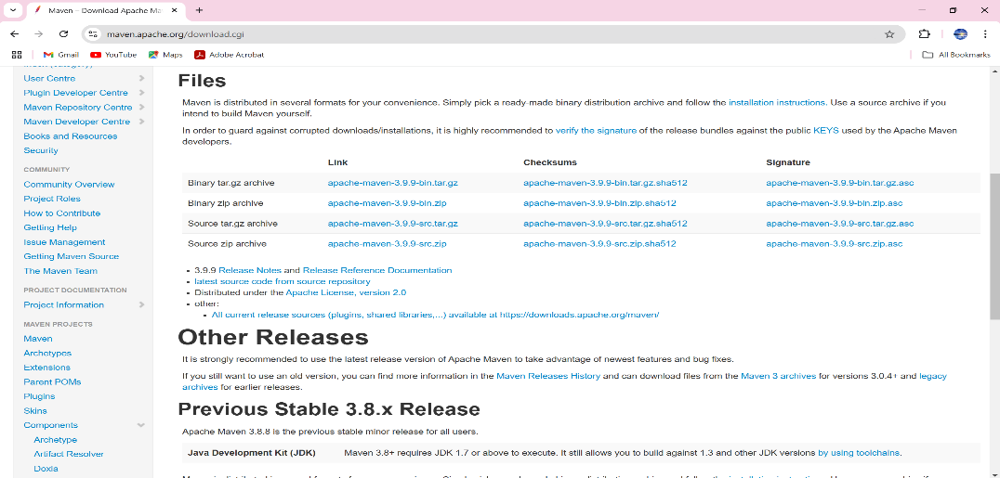 Maven – Download Apache Ma
maven.apache.org/download.cgi
Gmail
YouTube
Maps
Adobe Acrobat
All Bookmarks
User Centre
Plugin Developer Centre
Maven Repository Centre
Maven Developer Centre
Books and Resources
Security
COMMUNITY
Community Overview
Project Roles
How to Contribute
Getting Help
Issue Management
Getting Maven Source
The Maven Team
PROJECT DOCUMENTATION
Project Information
MAVEN PROJECTS
Maven
Archetypes
Extensions
Parent POMs
Plugins
Skins
Components
Archetype
Artifact Resolver
Doxia
Files
Maven is distributed in several formats for your convenience. Simply pick a ready-made binary distribution archive and follow the installation instructions. Use a source archive if you
intend to build Maven yourself.
In order to guard against corrupted downloads/installations, it is highly recommended to verify the signature of the release bundles against the public KEYS used by the Apache Maven
developers.
Link Checksums Signature
Binary tar.gz archive apache-maven-3.9.9-bin.tar.gz apache-maven-3.9.9-bin.tar.gz.sha512 apache-maven-3.9.9-bin.tar.gz.asc
Binary zip archive apache-maven-3.9.9-bin.zip apache-maven-3.9.9-bin.zip.sha512 apache-maven-3.9.9-bin.zip.asc
Source tar.gz archive apache-maven-3.9.9-src.tar.gz apache-maven-3.9.9-src.tar.gz.sha512 apache-maven-3.9.9-src.tar.gz.asc
Source zip archive apache-maven-3.9.9-src.zip apache-maven-3.9.9-src.zip.sha512 apache-maven-3.9.9-src.zip.asc
3.9.9 Release Notes and Release Reference Documentation
latest source code from source repository
Distributed under the Apache License, version 2.0
other:
All current release sources (plugins, shared libraries,...) available at https://downloads.apache.org/maven/
Other Releases
It is strongly recommended to use the latest release version of Apache Maven to take advantage of newest features and bug fixes.
If you still want to use an old version, you can find more information in the Maven Releases History and can download files from the Maven 3 archives for versions 3.0.4+ and legacy
archives for earlier releases.
Previous Stable 3.8.x Release
Apache Maven 3.8.8 is the previous stable minor release for all users.
Java Development Kit (JDK) Maven 3.8+ requires JDK 1.7 or above to execute. It still allows you to build against 1.3 and other JDK versions by using toolchains.